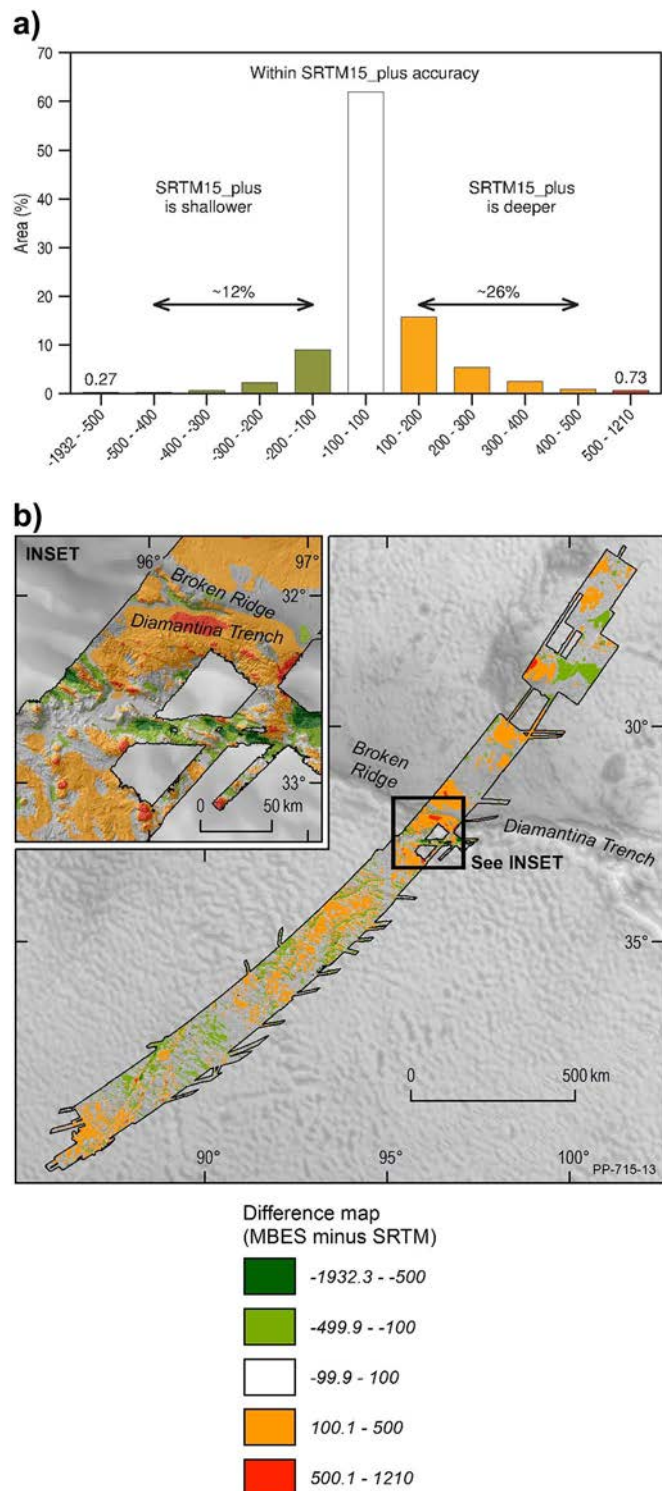 a)
70
60
50
40
30
20
10
0
Area (%)
Within SRTM15_plus accuracy
SRTM15_plus
is shallower
SRTM15_plus
is deeper
~12%
~26%
0.27
0.73
-1932 - -500
-500 - -400
-400 - -300
-300 - -200
-200 - -100
-100 - 100
100 - 200
200 - 300
300 - 400
400 - 500
500 - 1210
b)
INSET
96°
97°
32°
Broken Ridge
Diamantina Trench
33°
0
50 km
30°
Broken
Ridge
Diamantina Trench
See INSET
35°
0
500 km
90°
95°
100°
PP-715-13
Difference map
(MBES minus SRTM)
-1932.3 - -500
-499.9 - -100
-99.9 - 100
100.1 - 500
500.1 - 1210